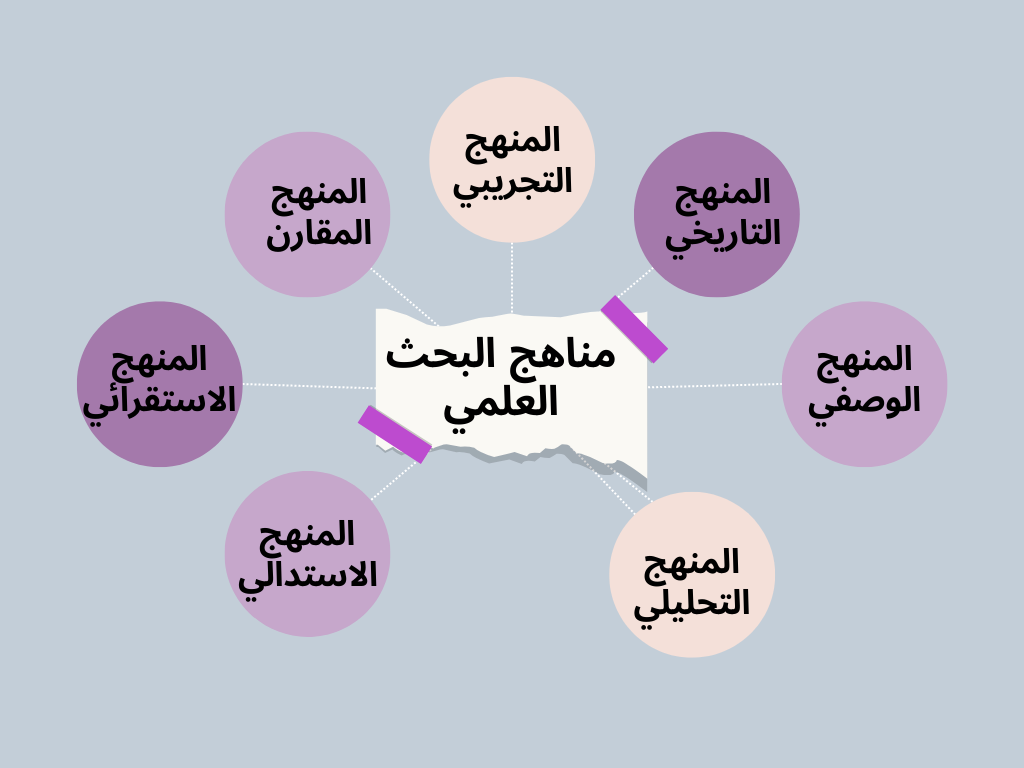 المنهج
التجريبي
المنهج
المقارن
المنهج
التاريخي
مناهج البحث
العلمي
المنهج
الاستقرائي
المنهج
الوصفي
المنهج
الاستدالي
المنهج
التحليلي